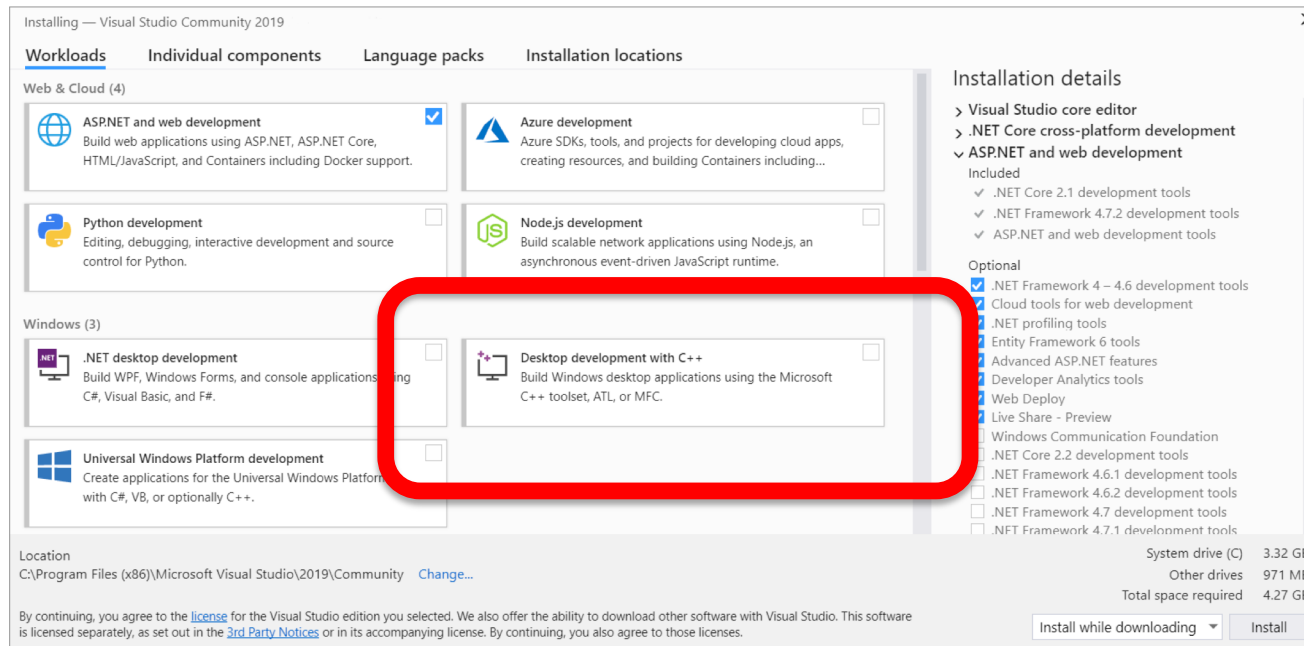 Installing — Visual Studio Community 2019
Workloads
Individual components
Language packs
Installation locations
Web & Cloud (4)
ASP.NET and web development
Build web applications using ASP.NET, ASP.NET Core,
HTML/JavaScript, and Containers including Docker support.
Azure development
Azure SDKs, tools, and projects for developing cloud apps,
creating resources, and building Containers including...
Python development
Editing, debugging, interactive development and source
control for Python.
JS
Node.js development
Build scalable network applications using Node.js, an
asynchronous event-driven JavaScript runtime.
Windows (3)
.NET
.NET desktop development
Build WPF, Windows Forms, and console applications
C#, Visual Basic, and F#.
++
Desktop development with C++
Build Windows desktop applications using the Microsoft
C++ toolset, ATL, or MFC.
Universal Windows Platform development
Create applications for the Universal Windows Platform
with C#, VB, or optionally C++.
Installation details
Visual Studio core editor
.NET Core cross-platform development
ASP.NET and web development
Included
.NET Core 2.1 development tools
.NET Framework 4.7.2 development tools
ASP.NET and web development tools
Optional
.NET Framework 4 – 4.6 development tools
Cloud tools for web development
.NET profiling tools
Entity Framework 6 tools
Advanced ASP.NET features
Developer Analytics tools
Web Deploy
Live Share - Preview
Windows Communication Foundation
.NET Core 2.2 development tools
.NET Framework 4.6.1 development tools
.NET Framework 4.6.2 development tools
.NET Framework 4.7 development tools
.NET Framework 4.7.1 development tools
Location
C:\Program Files (x86)\Microsoft Visual Studio\2019\Community Change...
System drive (C) 3.32 GB
Other drives 971 MB
Total space required 4.27 GB
By continuing, you agree to the license for the Visual Studio edition you selected. We also offer the ability to download other software with Visual Studio. This software
is licensed separately, as set out in the 3rd Party Notices or in its accompanying license. By continuing, you also agree to those licenses.
Install while downloading
Install